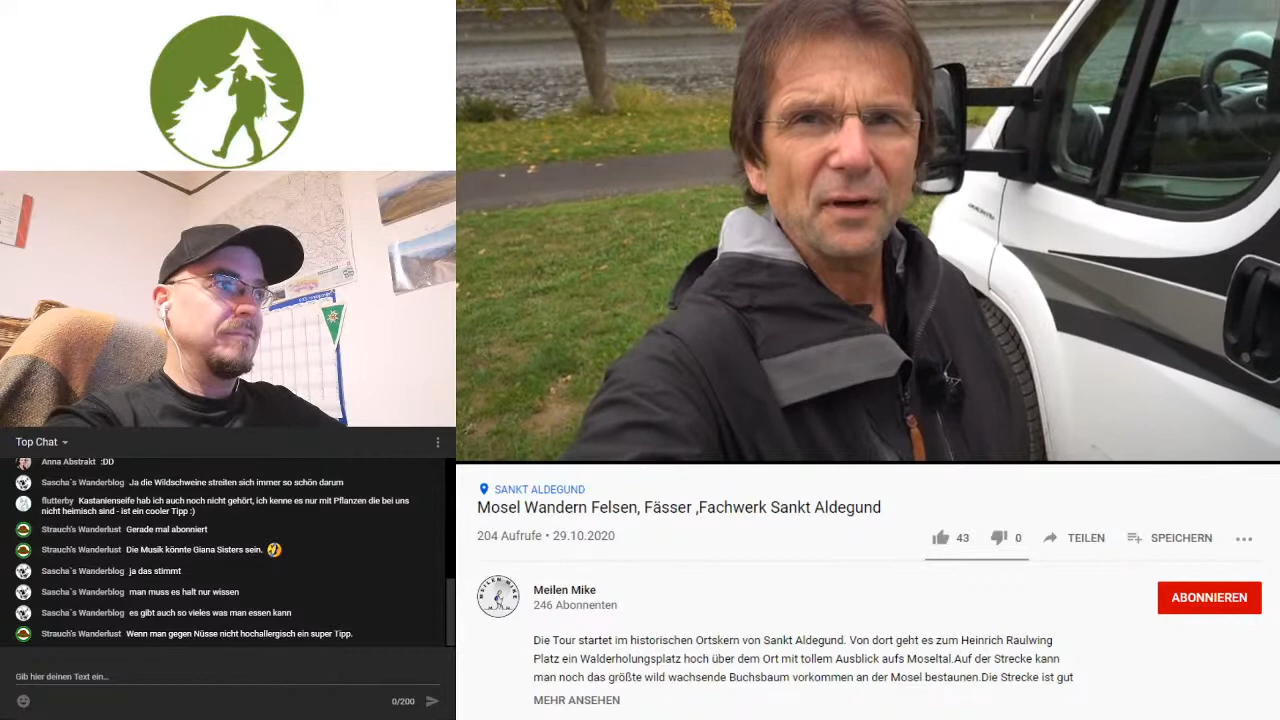 Top Chat
Anna Abstrakt :DD
Sascha`s Wanderblog Ja die Wildschweine streiten sich immer so schön darum
flutterby Kastanienseife hab ich auch noch nicht gehört, ich kenne es nur mit Pflanzen die bei uns
nicht heimisch sind - ist ein cooler Tipp :)
Strauch's Wanderlust Gerade mal abonniert
Strauch's Wanderlust Die Musik könnte Giana Sisters sein.
Sascha`s Wanderblog ja das stimmt
Sascha`s Wanderblog man muss es halt nur wissen
Sascha`s Wanderblog es gibt auch so vieles was man essen kann
Strauch's Wanderlust Wenn man gegen Nüsse nicht hochallergisch ein super Tipp.
Gib hier deinen Text ein...
0/200
SANKT ALDEGUND
Mosel Wandern Felsen, Fässer ,Fachwerk Sankt Aldegund
204 Aufrufe • 29.10.2020
43
0
TEILEN
SPEICHERN
MEILEN MIKE
Meilen Mike
246 Abonnenten
ABONNIEREN
Die Tour startet im historischen Ortskern von Sankt Aldegund. Von dort geht es zum Heinrich Raulwing
Platz ein Walderholungsplatz hoch über dem Ort mit tollem Ausblick aufs Moseltal.Auf der Strecke kann
man noch das größte wild wachsende Buchsbaum vorkommen an der Mosel bestaunen.Die Strecke ist gut
MEHR ANSEHEN